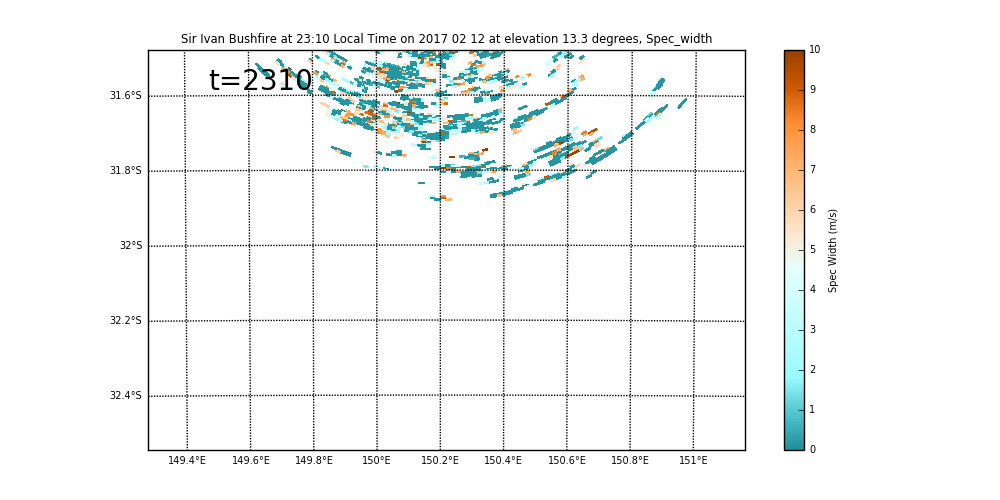 Sir Ivan Bushfire at 23:10 Local Time on 2017 02 12 at elevation 13.3 degrees, Spec_width
t=2310
31.6°S
31.8°S
32°S
32.2°S
32.4°S
149.4°E 149.6°E 149.8°E 150°E 150.2°E 150.4°E 150.6°E 150.8°E 151°E
10
9
8
7
6
5
4
3
2
1
0
Spec Width (m/s)